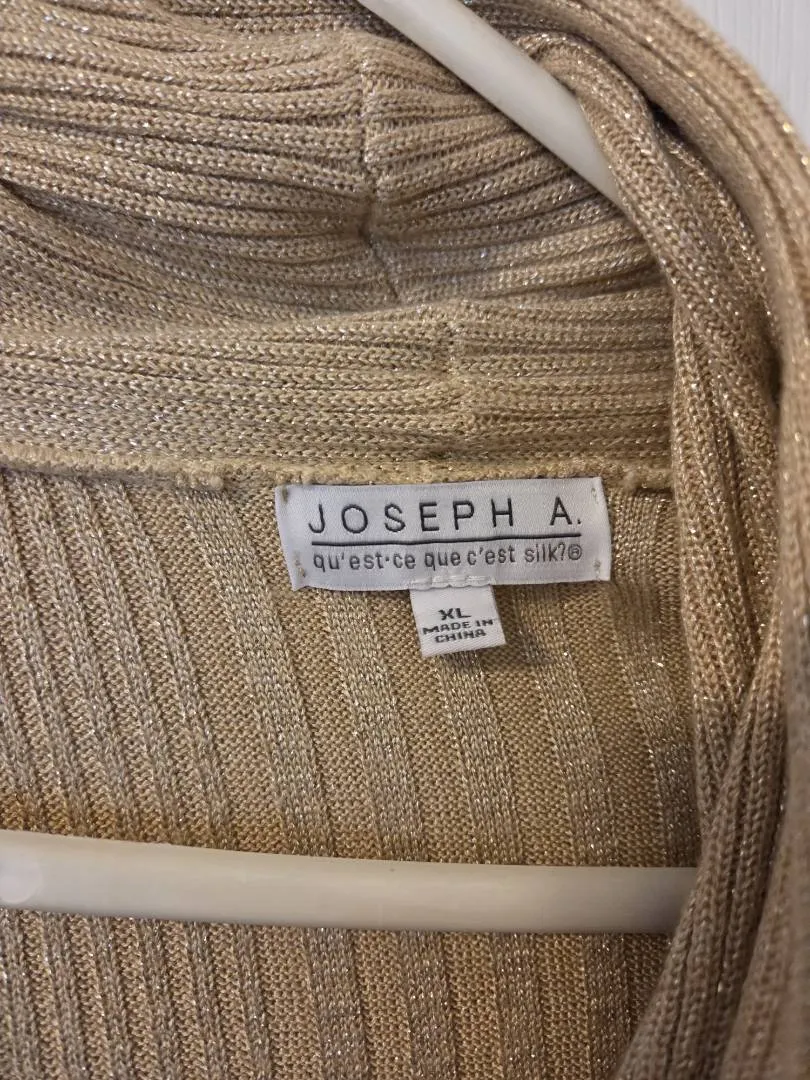 JOSEPH A.
qu'est-ce que c'est silk?®
XL
MADE IN
CHINA